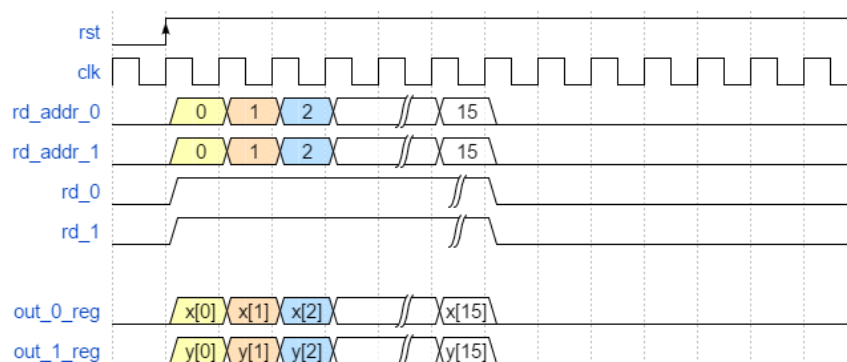 rst
clk
rd_addr_0 0 1 2 15
rd_addr_1 0 1 2 15
rd_0
rd_1
out_0_reg x[0] x[1] x[2] x[15]
out_1_reg y[0] y[1] y[2] y[15]